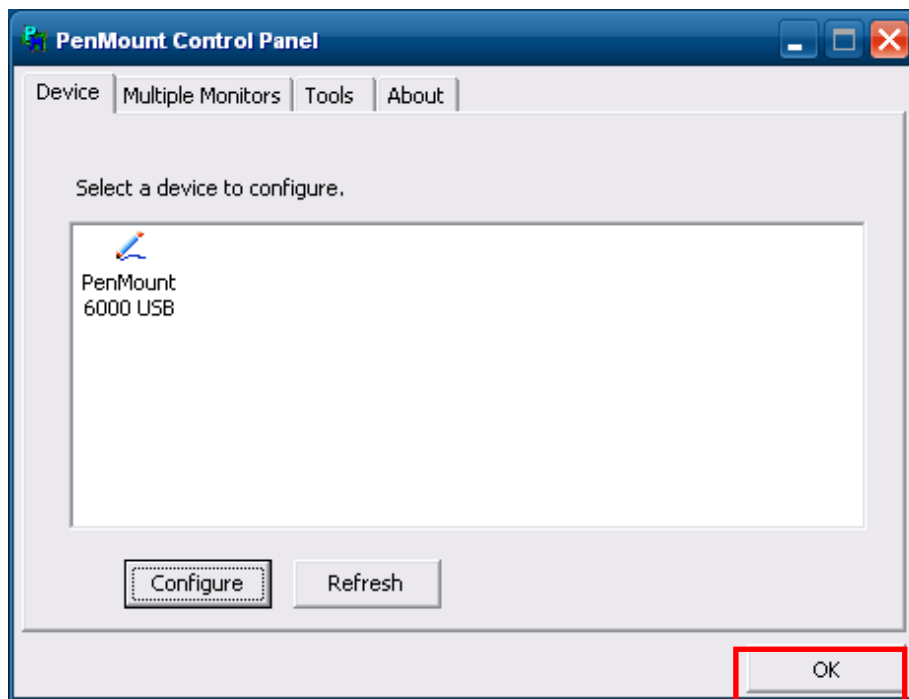 PenMount Control Panel
Device Multiple Monitors Tools About
Select a device to configure.
PenMount
6000 USB
Configure Refresh
OK